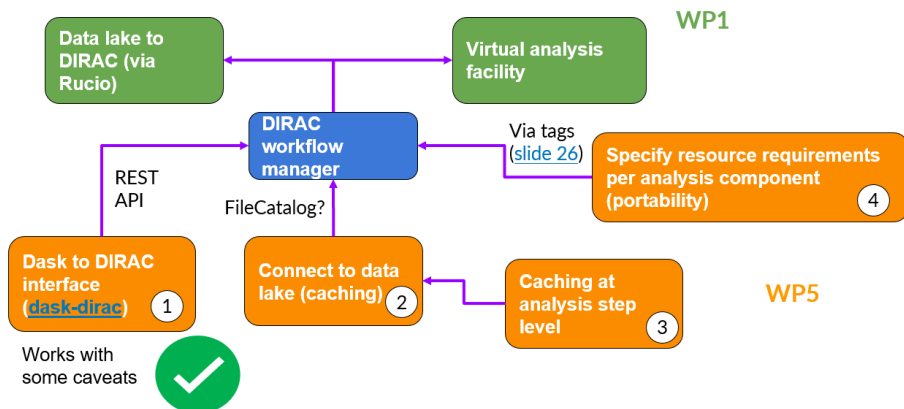 WP1
Data lake to
DIRAC (via
Rucio)
Virtual analysis
facility
DIRAC
workflow
manager
Via tags
(slide 26)
Specify resource requirements
per analysis component
(portability)
4
REST
API
FileCatalog?
Dask to DIRAC
interface
(dask-dirac)
1
Connect to data
lake (caching)
2
Caching at
analysis step
level
3
WP5
Works with
some caveats